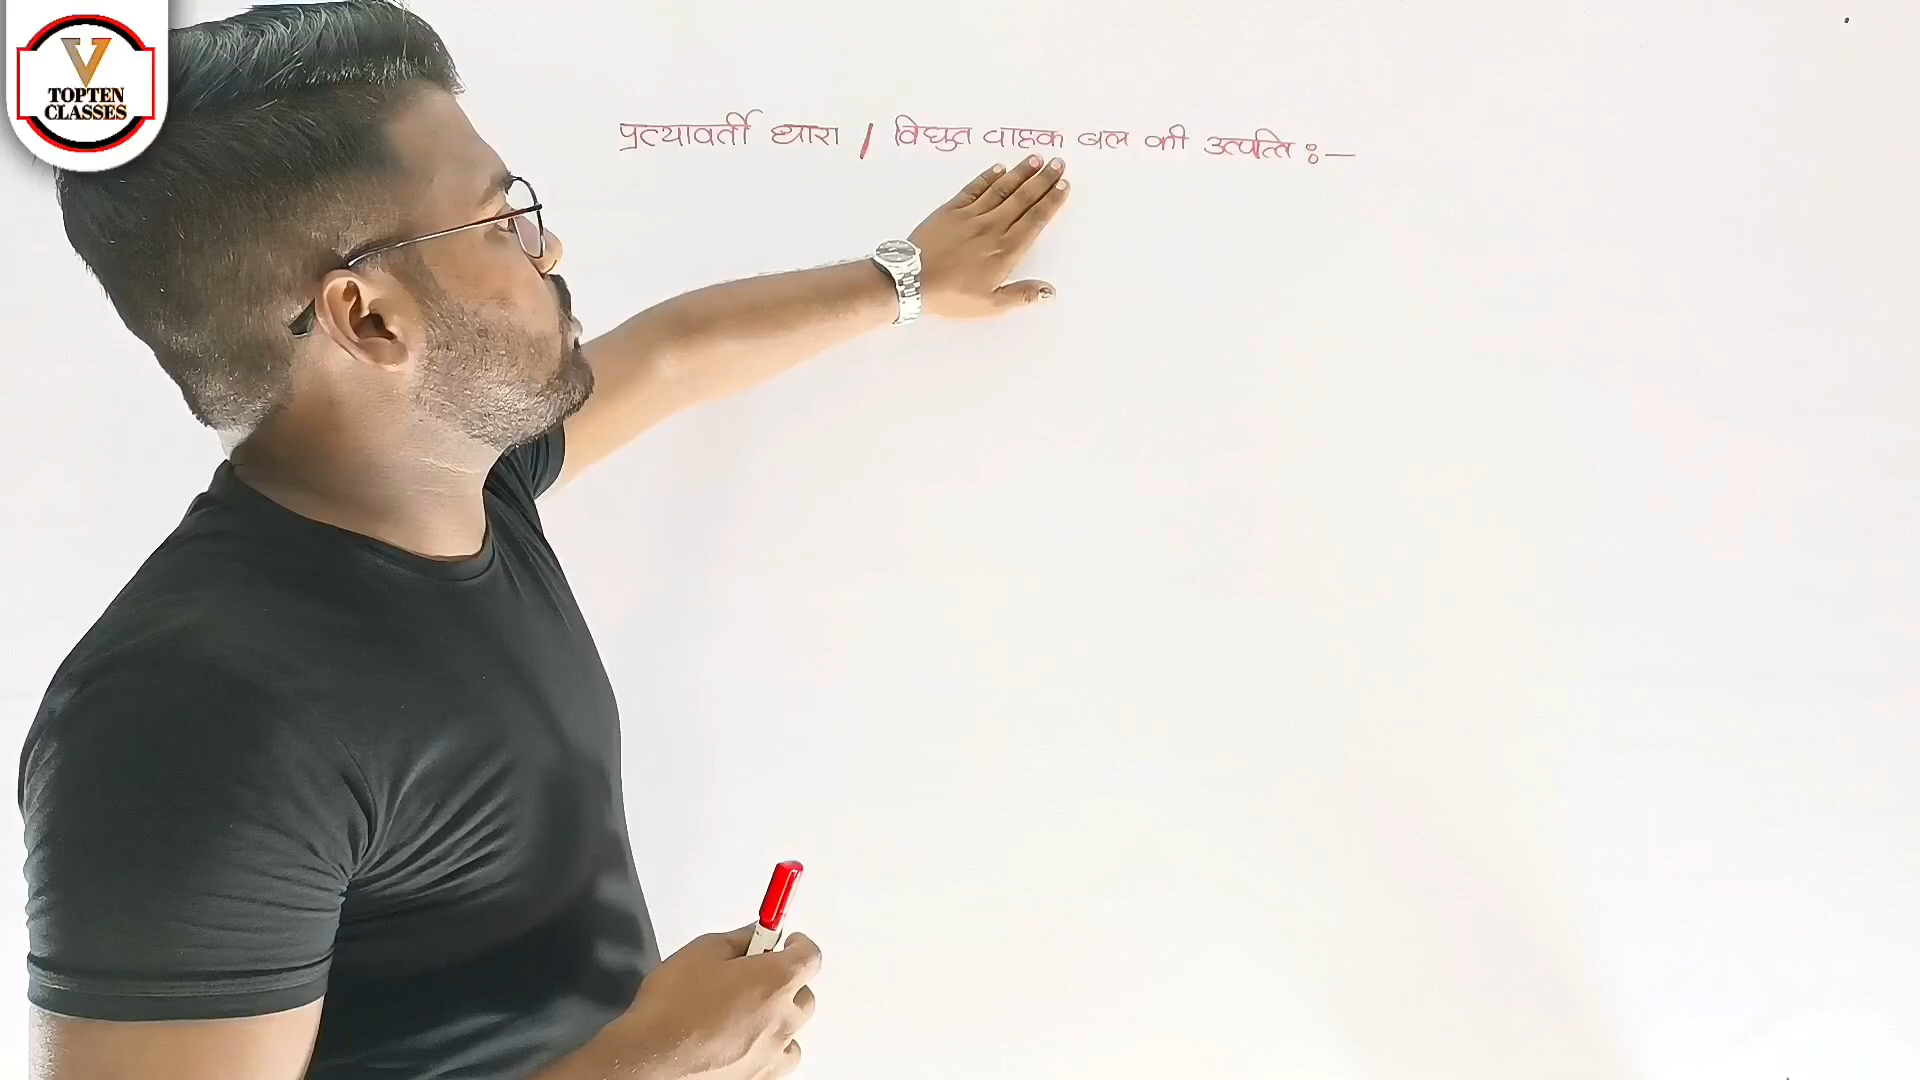 V
TOPTEN
CLASSES
प्रत्यावर्ती धारा / विद्युत वाहक बल की उत्पत्ति :—